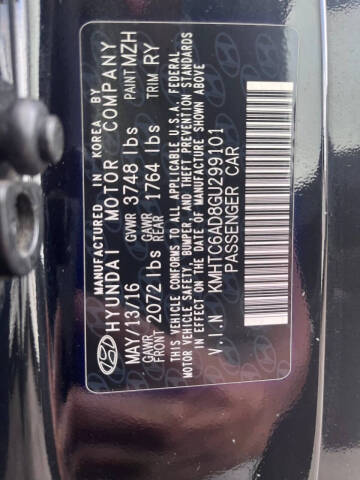 MANUFACTURED IN KOREA BY
HYUNDAI MOTOR COMPANY
MAY/13/16 GVWR 3748 lbs PAINT MZH
GAWR FRONT 2072 lbs GAWR REAR 1764 lbs TRIM RY
THIS VEHICLE CONFORMS TO ALL APPLICABLE U.S.A. FEDERAL
MOTOR VEHICLE SAFETY, BUMPER, AND THEFT PREVENTION STANDARDS
IN EFFECT ON THE DATE OF MANUFACTURE SHOWN ABOVE
V.I.N KMHTC6AD8GU299101
PASSENGER CAR